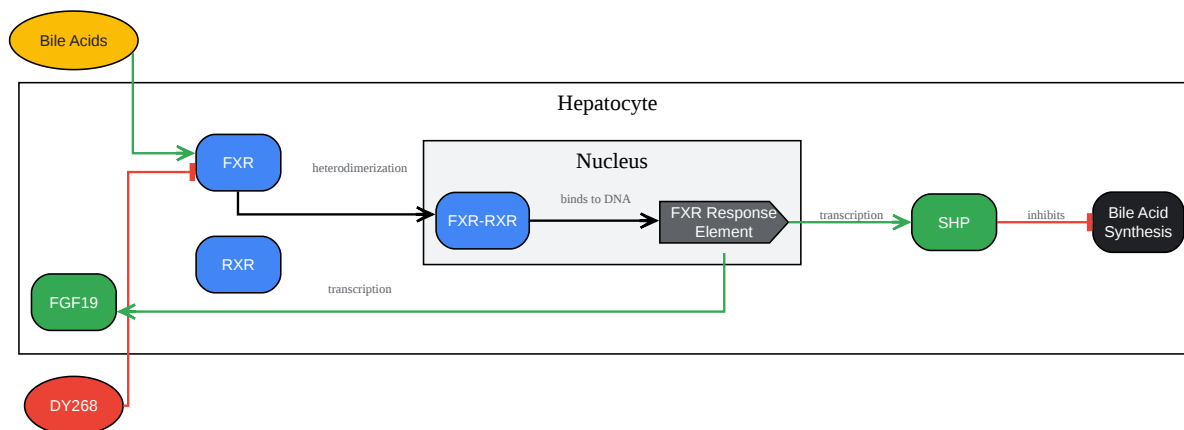 Bile Acids
Hepatocyte
Nucleus
FXR
heterodimerization
FXR-RXR
binds to DNA
FXR Response
Element
transcription
SHP
inhibits
Bile Acid
Synthesis
RXR
FGF19
transcription
DY268